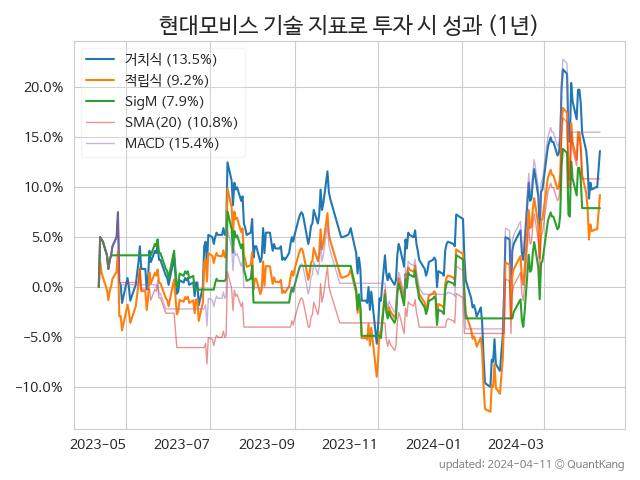 현대모비스 기술 지표로 투자 시 성과 (1년)
거치식 (13.5%)
적립식 (9.2%)
SigM (7.9%)
SMA(20) (10.8%)
MACD (15.4%)
20.0%
15.0%
10.0%
5.0%
0.0%
−5.0%
−10.0%
2023-05 2023-07 2023-09 2023-11 2024-01 2024-03
updated: 2024-04-11 © QuantKang